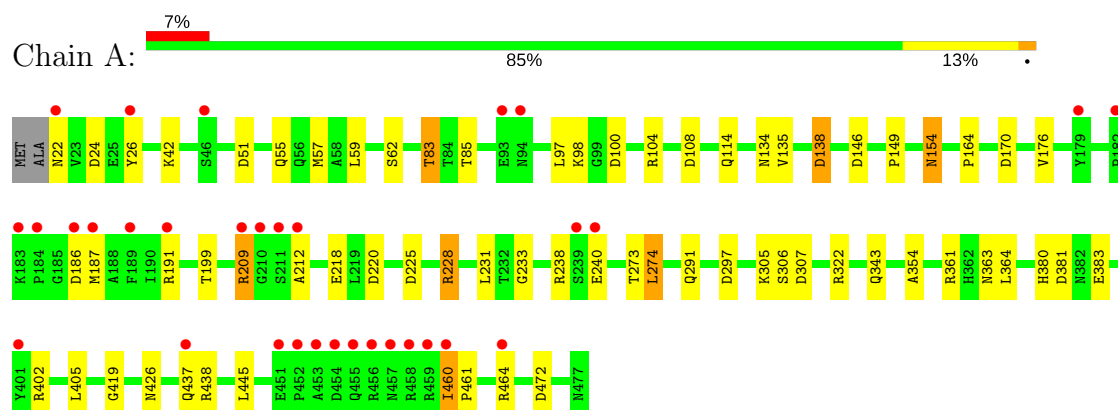 7%
Chain A:
85% 13% •
MET ALA N22 V23 D24 E25 Y26 K42 S46 D51 Q55 Q56 M57 A58 L59 S62 T83 T84 T85 E93 N94 L97 K98 G99 D100 R104 D108 Q114 N134 V135 D138 D146 P149 N154 P164 D170 V176 Y179
K183 P184 G185 D186 M187 A188 F189 I190 R191 T199 R209 G210 S211 A212 E218 L219 D220 D225 R228 L231 T232 G233 R238 S239 E240 T273 L274 Q291 D297 K305 S306 D307 R322 Q343 A354 R361 H362 N363 L364 H380 D381 N382 E383
Y401 R402 L405 G419 N426 Q437 R438 L445 E451 P452 A453 D454 Q455 R456 N457 R458 R459 I460 P461 R464 D472 N477